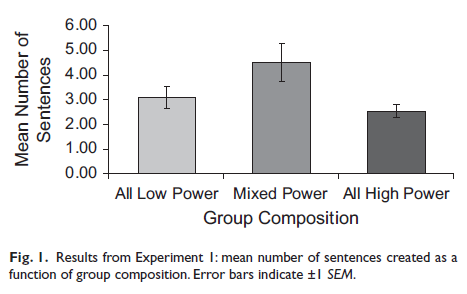 6.00
5.00
4.00
3.00
2.00
1.00
0.00
Mean Number of
Sentences
All Low Power Mixed Power All High Power
Group Composition
Fig. 1. Results from Experiment 1: mean number of sentences created as a
function of group composition. Error bars indicate ±1 SEM.